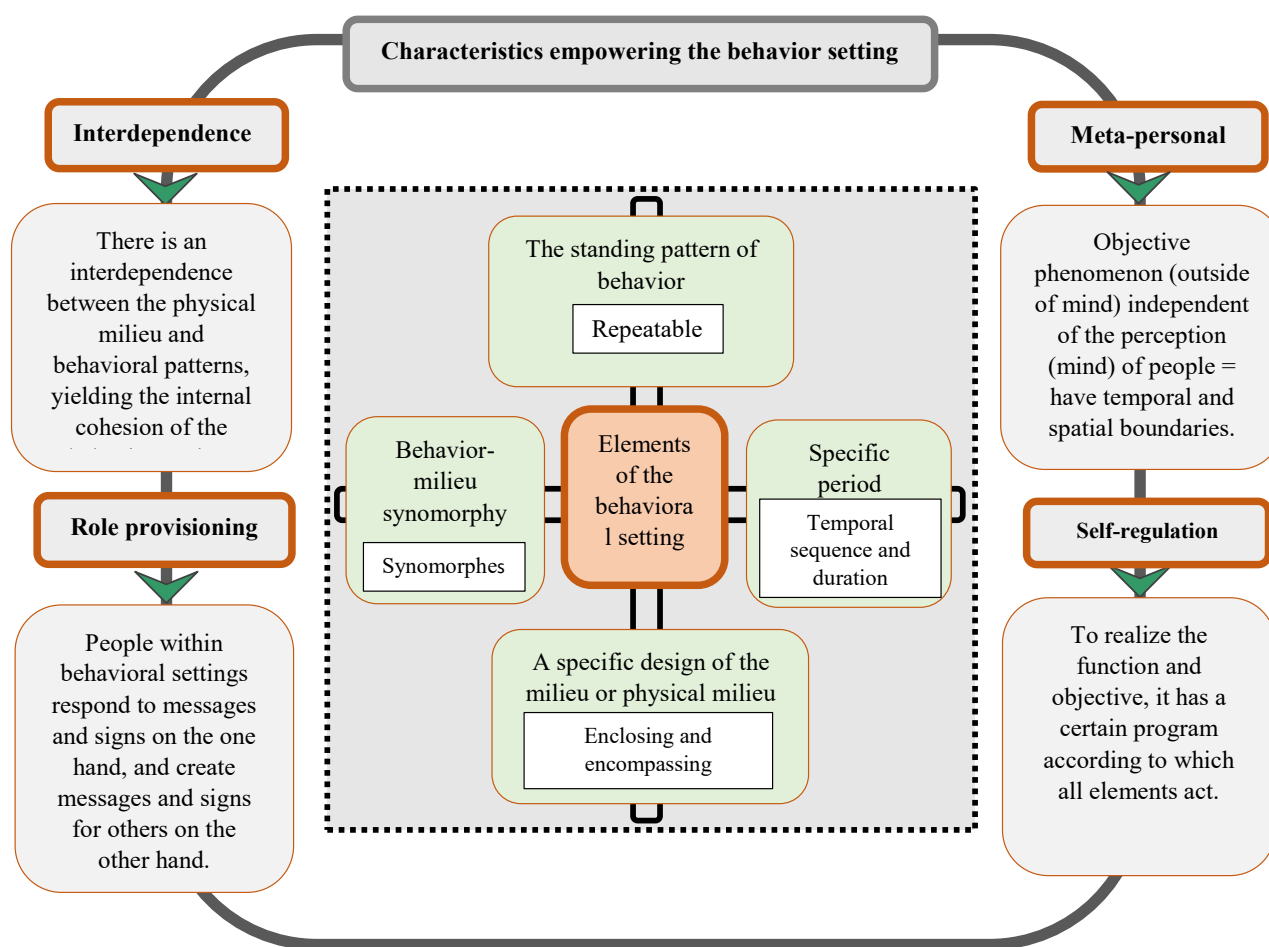 Characteristics empowering the behavior setting
Interdependence
There is an
interdependence
between the physical
milieu and
behavioral patterns,
yielding the internal
cohesion of the
Role provisioning
People within
behavioral settings
respond to messages
and signs on the one
hand, and create
messages and signs
for others on the
other hand.
The standing pattern of
behavior
Repeatable
Behavior-
milieu
synomorphy
Synomorphes
Elements
of the
behaviora
l setting
Specific
period
Temporal
sequence and
duration
A specific design of the
milieu or physical milieu
Enclosing and
encompassing
Meta-personal
Objective
phenomenon (outside
of mind) independent
of the perception
(mind) of people =
have temporal and
spatial boundaries.
Self-regulation
To realize the
function and
objective, it has a
certain program
according to which
all elements act.